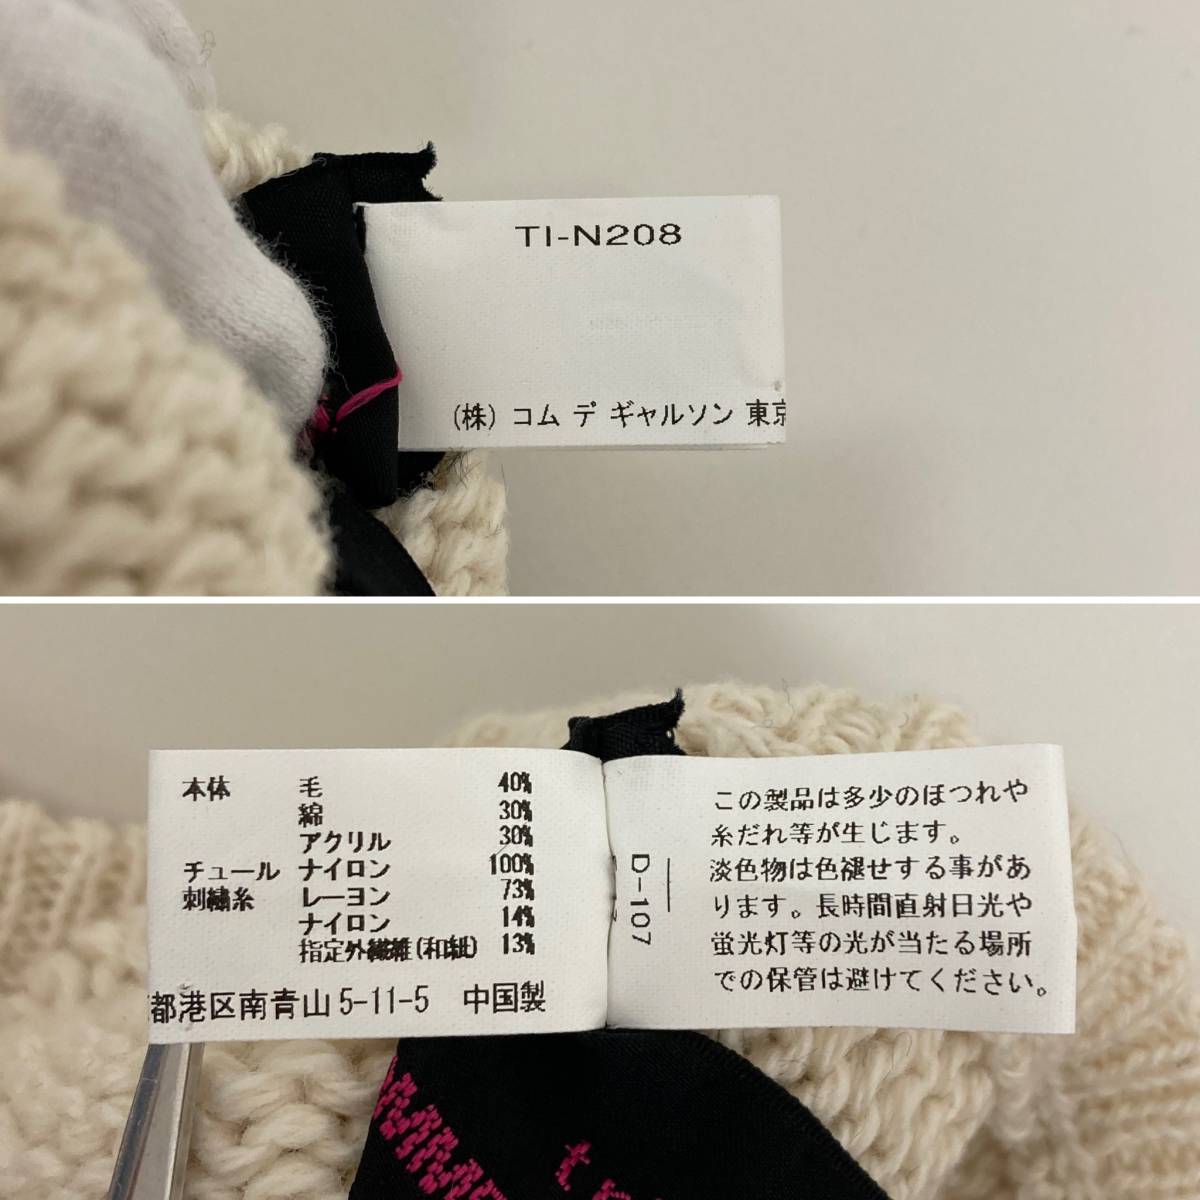 TI-N208
(株) コム デ ギャルソン 東京
本体 毛 40%
綿 30%
アクリル 30%
チュール ナイロン 100%
刺繍糸 レーヨン 73%
ナイロン 14%
指定外繊維(和紙) 13%
都港区南青山5-11-5 中国製
D-107
この製品は多少のほつれや
糸だれ等が生じます。
淡色物は色褪せする事があ
ります。長時間直射日光や
蛍光灯等の光が当たる場所
での保管は避けてください。